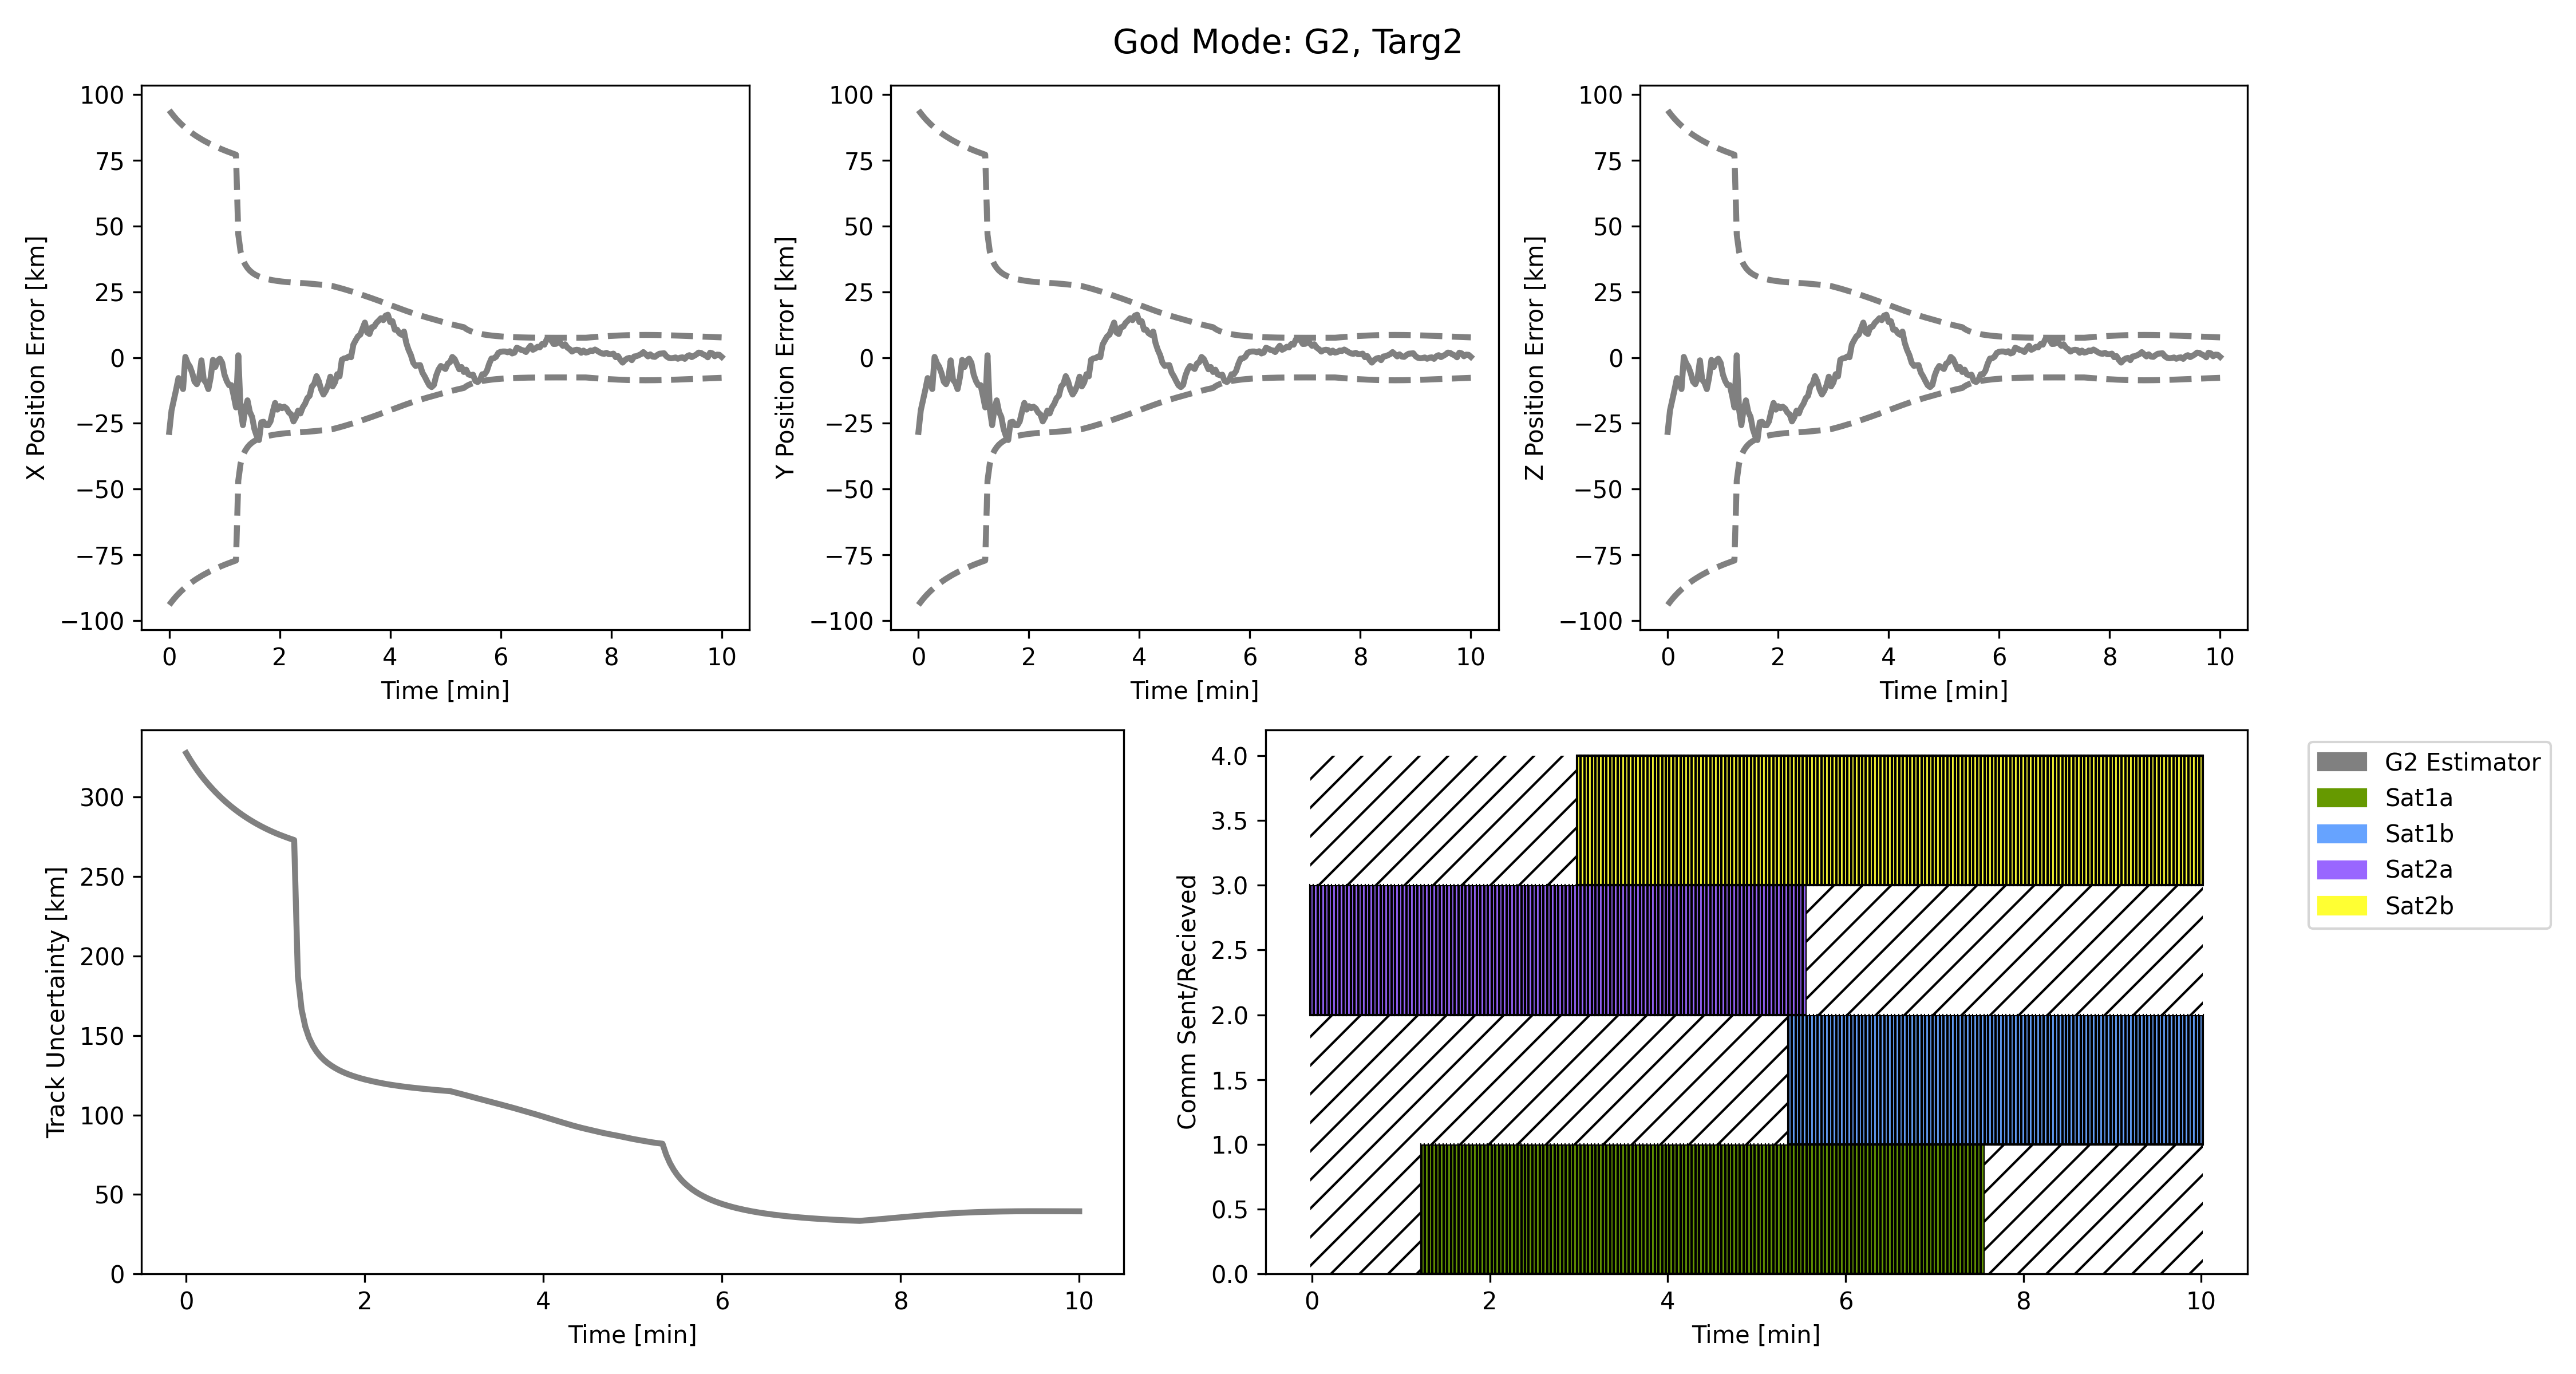 God Mode: G2, Targ2
X Position Error [km]
100
75
50
25
0
−25
−50
−75
−100
0 2 4 6 8 10
Time [min]
Y Position Error [km]
100
75
50
25
0
−25
−50
−75
−100
0 2 4 6 8 10
Time [min]
Z Position Error [km]
100
75
50
25
0
−25
−50
−75
−100
0 2 4 6 8 10
Time [min]
Track Uncertainty [km]
300
250
200
150
100
50
0
0 2 4 6 8 10
Time [min]
Comm Sent/Recieved
4.0
3.5
3.0
2.5
2.0
1.5
1.0
0.5
0.0
0 2 4 6 8 10
Time [min]
G2 Estimator
Sat1a
Sat1b
Sat2a
Sat2b